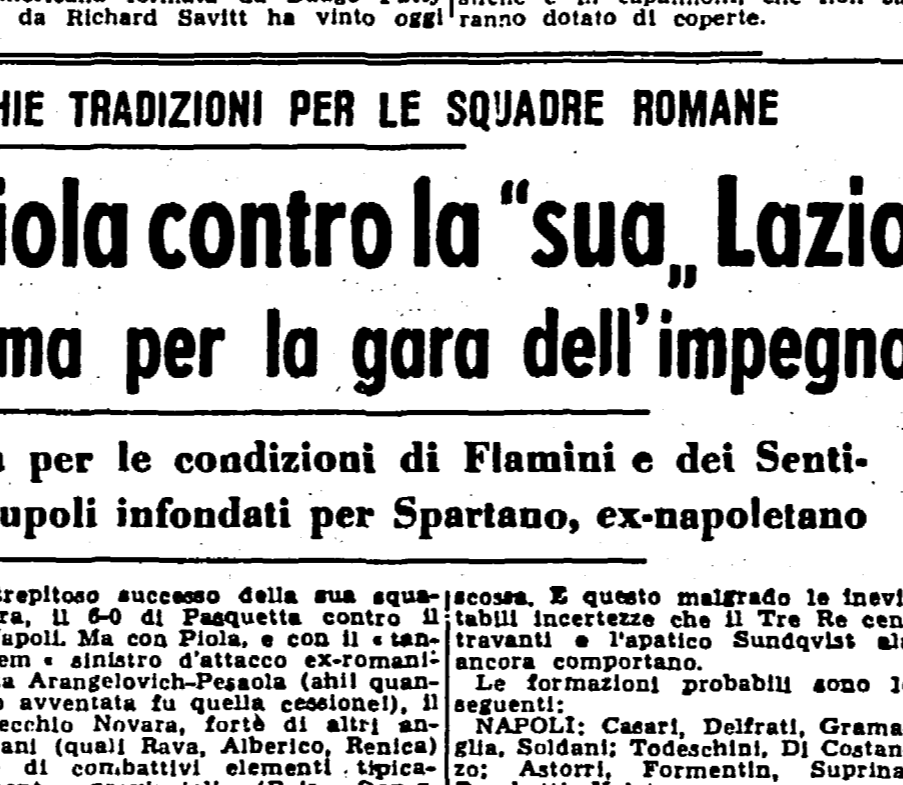 da Richard Savitt ha vinto oggi
ranno dotato di coperte.
HIE TRADIZIONI PER LE SQUADRE ROMANE
iola contro la “sua„ Lazio
ma per la gara dell'impegno
per le condizioni di Flamini e dei Senti-
upoli infondati per Spartano, ex-napoletano
trepitoso successo della sua squa-
ra, il 6-0 di Pasquetta contro il
apoli. Ma con Piola, e con il « tan-
em « sinistro d'attacco ex-romani-
a Arangelovich-Pesaola (ahi! quan-
o avventata fu quella cessione!), il
ecchio Novara, fortè di altri an-
ani (quali Rava, Alberico, Renica)
di combattivi elementi tipica-
scossa. E questo malgrado le inevi
tabili incertezze che il Tre Re cen
travanti e l'apatico Sundqvist al
ancora comportano.
Le formazioni probabili sono l
seguenti:
NAPOLI: Casari, Delfrati, Grama
glia, Soldani; Todeschini, Di Costan
zo; Astorri, Formentin, Suprina